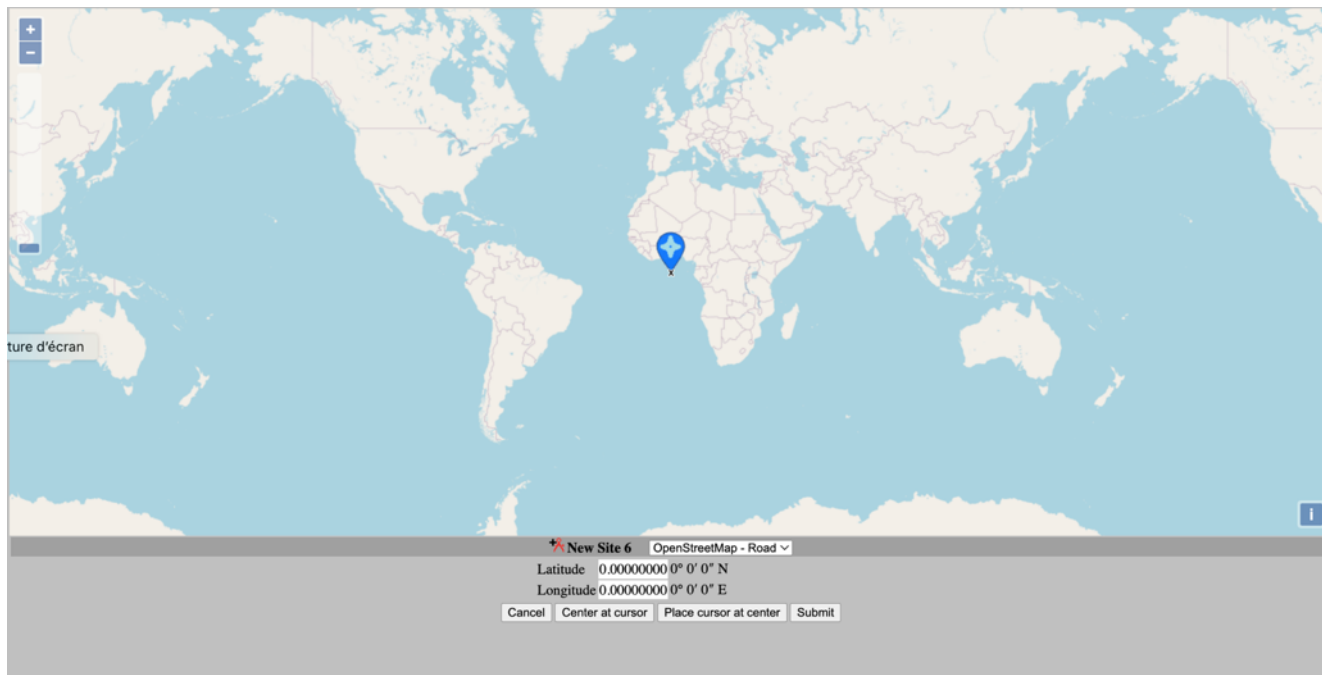 +
−
ture d'écran
x
i
New Site 6 OpenStreetMap - Road
Latitude 0.00000000 0° 0′ 0″ N
Longitude 0.00000000 0° 0′ 0″ E
Cancel Center at cursor Place cursor at center Submit